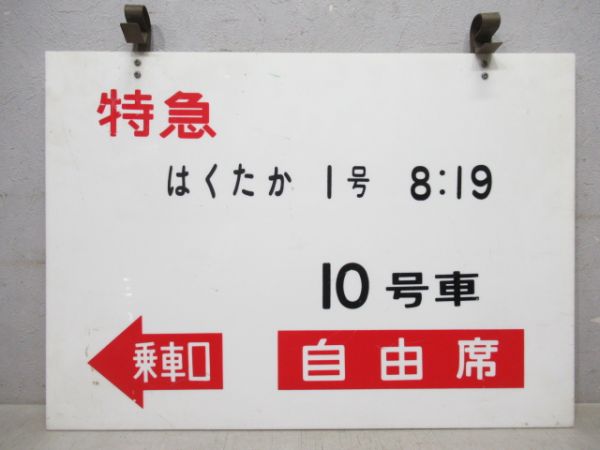 特急
はくたか 1号 8:19
10号車
乗車口 自由席